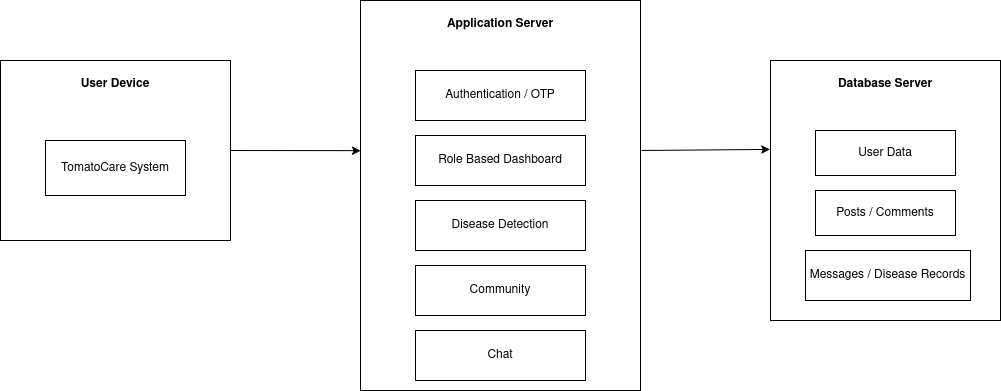 User Device
TomatoCare System
Application Server
Authentication / OTP
Role Based Dashboard
Disease Detection
Community
Chat
Database Server
User Data
Posts / Comments
Messages / Disease Records